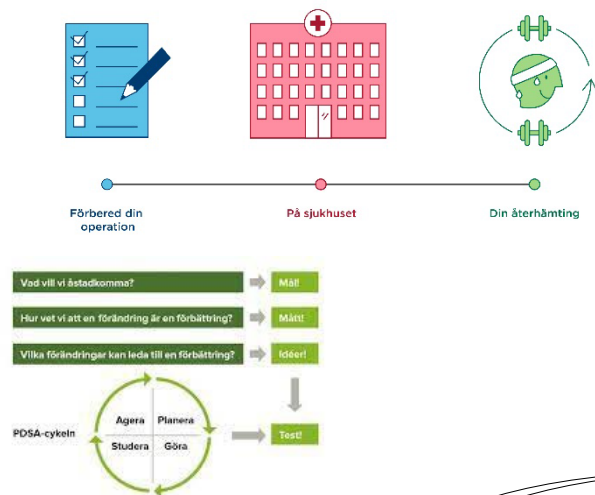 Förbered din
operation
På sjukhuset
Din återhämting
Vad vill vi åstadkomma?
Mål!
Hur vet vi att en förändring är en förbättring?
Mått!
Vilka förändringar kan leda till en förbättring?
Idéer!
PDSA-cykeln
Agera
Planera
Studera
Göra
Test!